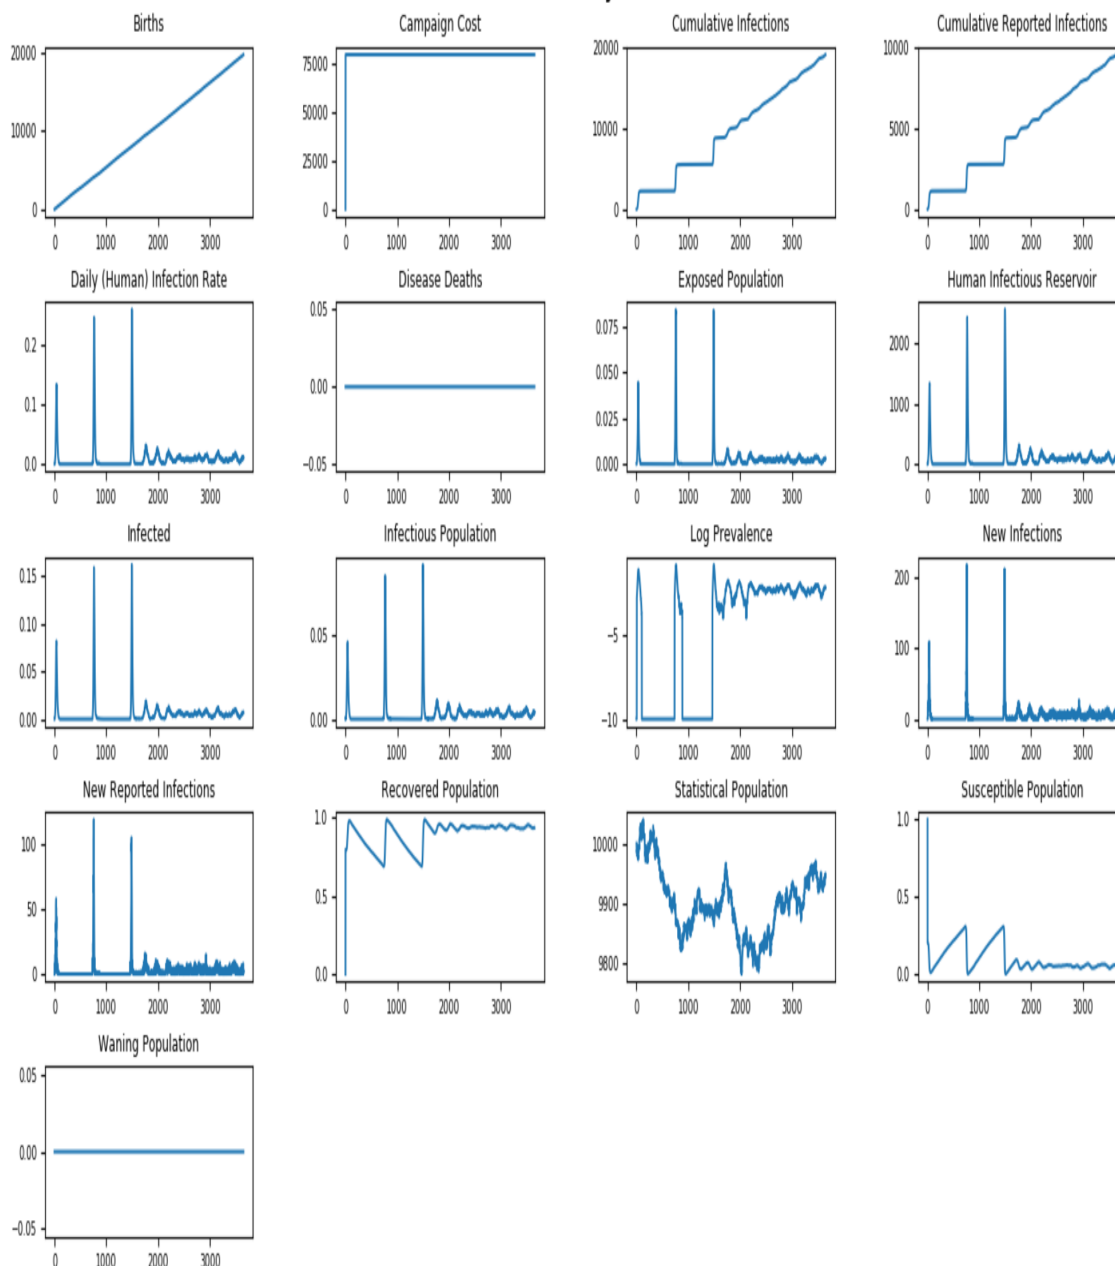 Births Campaign Cost Cumulative Infections Cumulative Reported Infections
20000 75000 20000 10000
50000
10000 10000 5000
25000
0 0 0 0
0 1000 2000 3000 0 1000 2000 3000 0 1000 2000 3000 0 1000 2000 3000
Daily (Human) Infection Rate Disease Deaths Exposed Population Human Infectious Reservoir
0.05 0.075
0.2 2000
0.050
0.1 0.00 1000
0.025
0.0 −0.05 0.000 0
0 1000 2000 3000 0 1000 2000 3000 0 1000 2000 3000 0 1000 2000 3000
Infected Infectious Population Log Prevalence New Infections
0.15 200
0.10 0.05 −5
100
0.05
0.00 0.00 −10 0
0 1000 2000 3000 0 1000 2000 3000 0 1000 2000 3000 0 1000 2000 3000
New Reported Infections Recovered Population Statistical Population Susceptible Population
1.0 1.0
100 10000
50 0.5 9900 0.5
0 0.0 9800 0.0
0 1000 2000 3000 0 1000 2000 3000 0 1000 2000 3000 0 1000 2000 3000
Waning Population
0.05
0.00
−0.05
0 1000 2000 3000